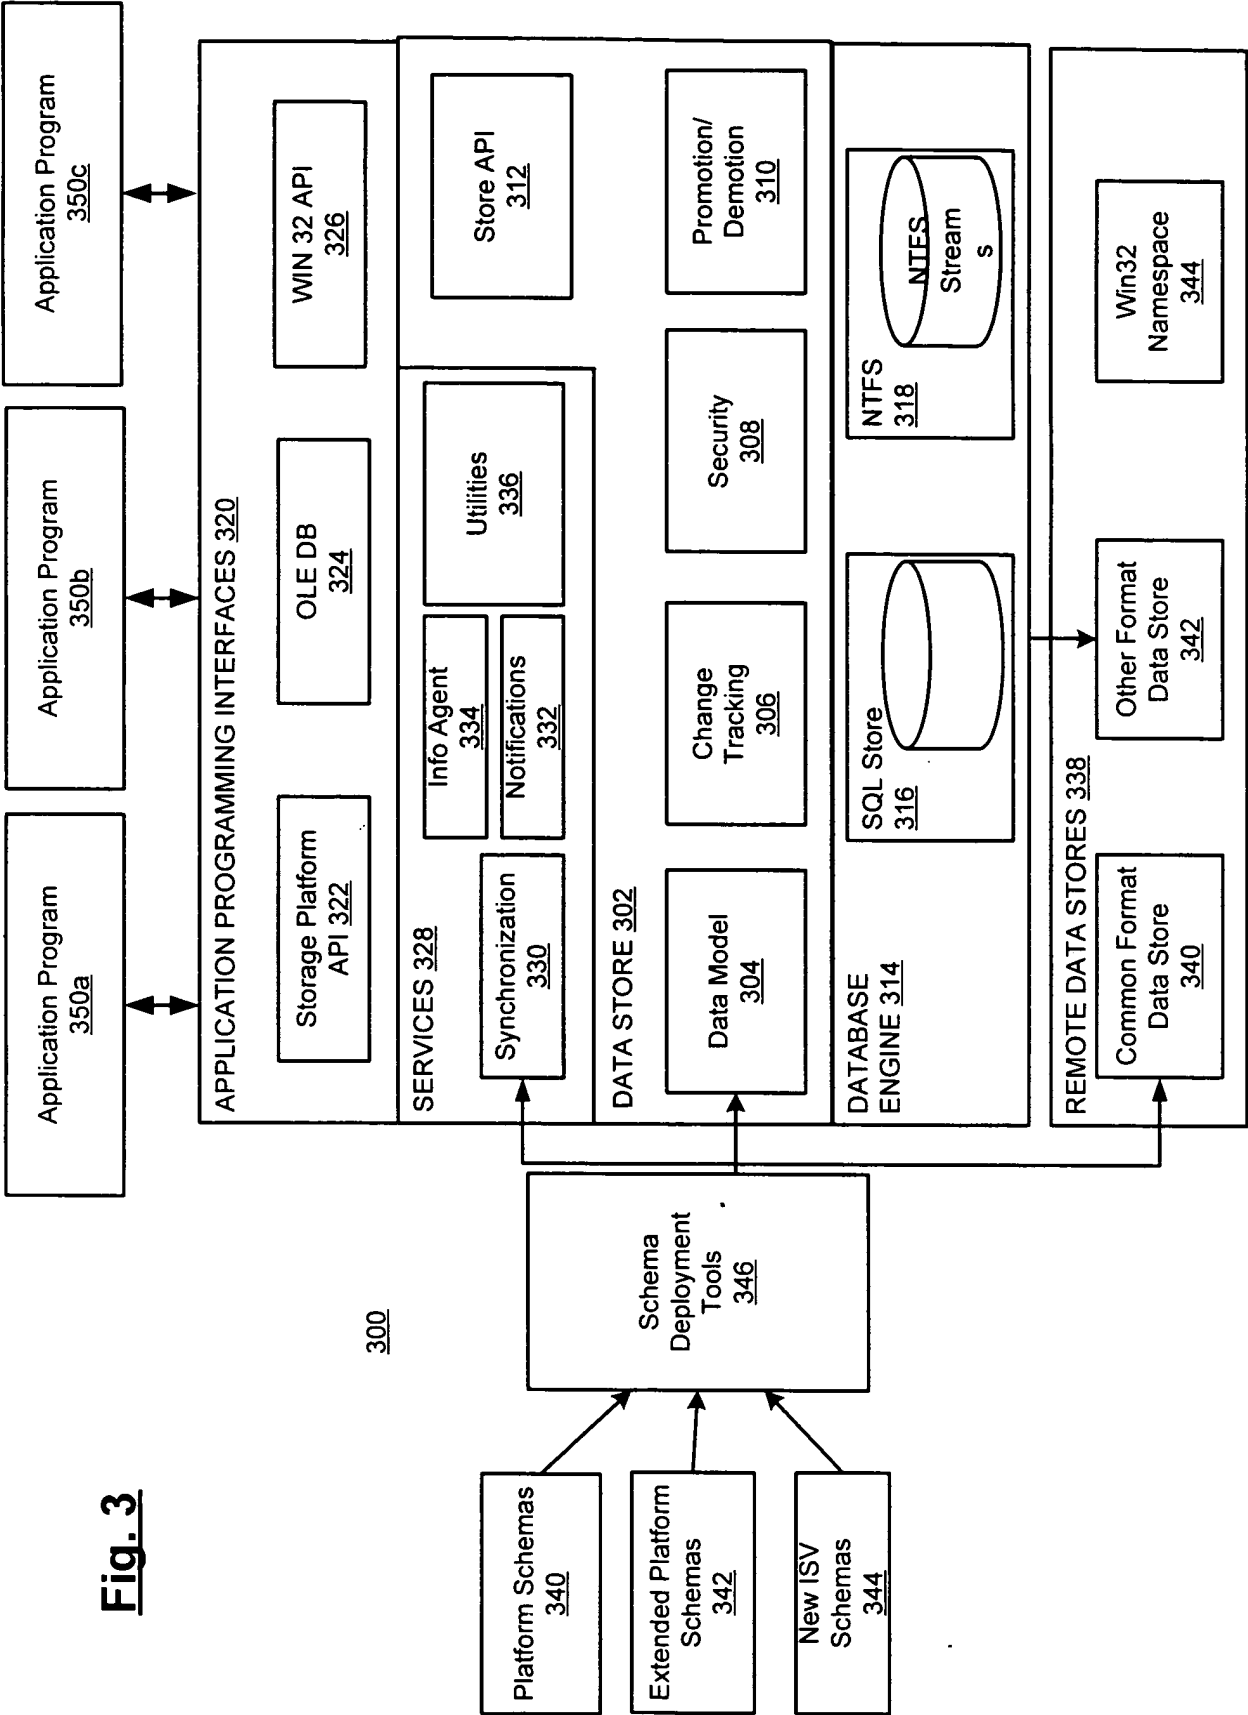 Application Program
350a
Application Program
350b
Application Program
350c
APPLICATION PROGRAMMING INTERFACES 320
Storage Platform
API 322
OLE DB
324
WIN 32 API
326
SERVICES 328
Synchronization
330
Info Agent
334
Notifications
332
Utilities
336
Store API
312
DATA STORE 302
Data Model
304
Change
Tracking
306
Security
308
Promotion/
Demotion
310
DATABASE
ENGINE 314
SQL Store
316
NTFS
318
NTFS
Stream
s
REMOTE DATA STORES 338
Common Format
Data Store
340
Other Format
Data Store
342
Win32
Namespace
344
300
Schema
Deployment
Tools
346
Platform Schemas
340
Extended Platform
Schemas
342
New ISV
Schemas
344
Fig. 3